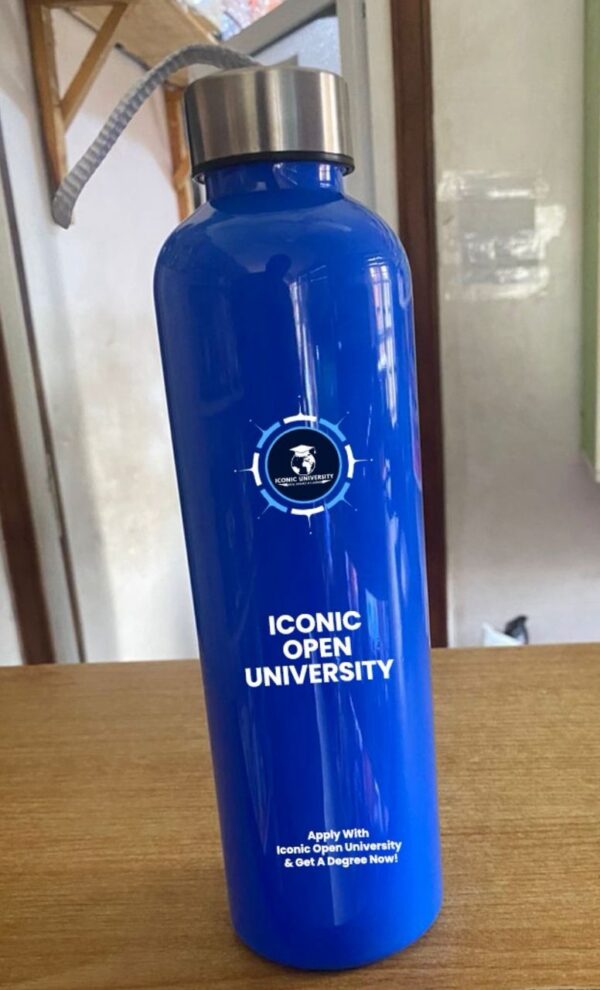 ICONIC UNIVERSITY
ICONIC
OPEN
UNIVERSITY
Apply With
Iconic Open University
& Get A Degree Now!